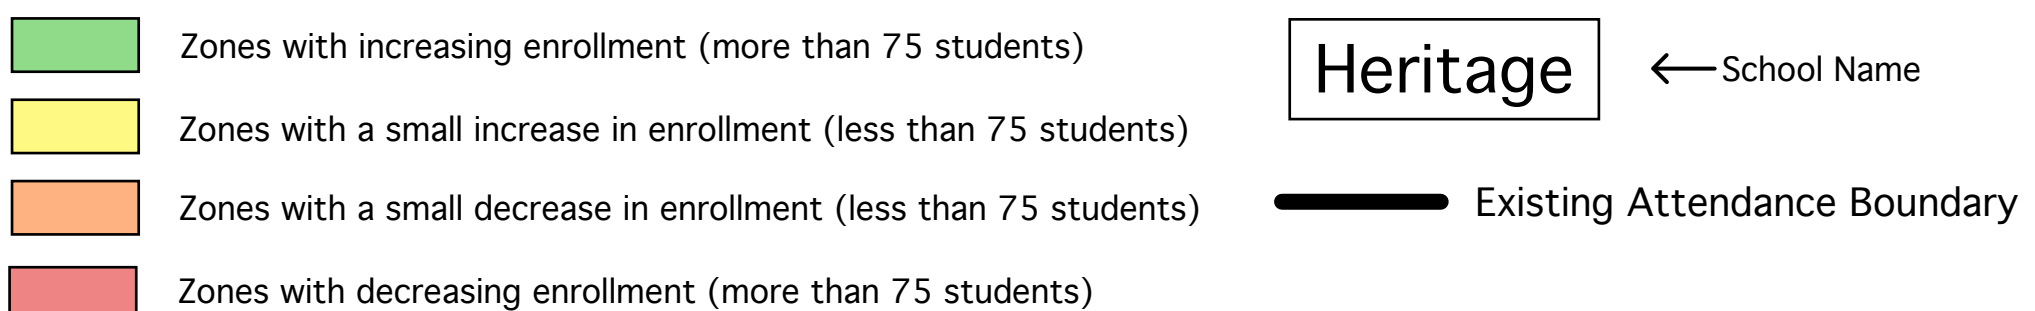 Zones with increasing enrollment (more than 75 students)
Zones with a small increase in enrollment (less than 75 students)
Zones with a small decrease in enrollment (less than 75 students)
Zones with decreasing enrollment (more than 75 students)
Heritage
School Name
Existing Attendance Boundary